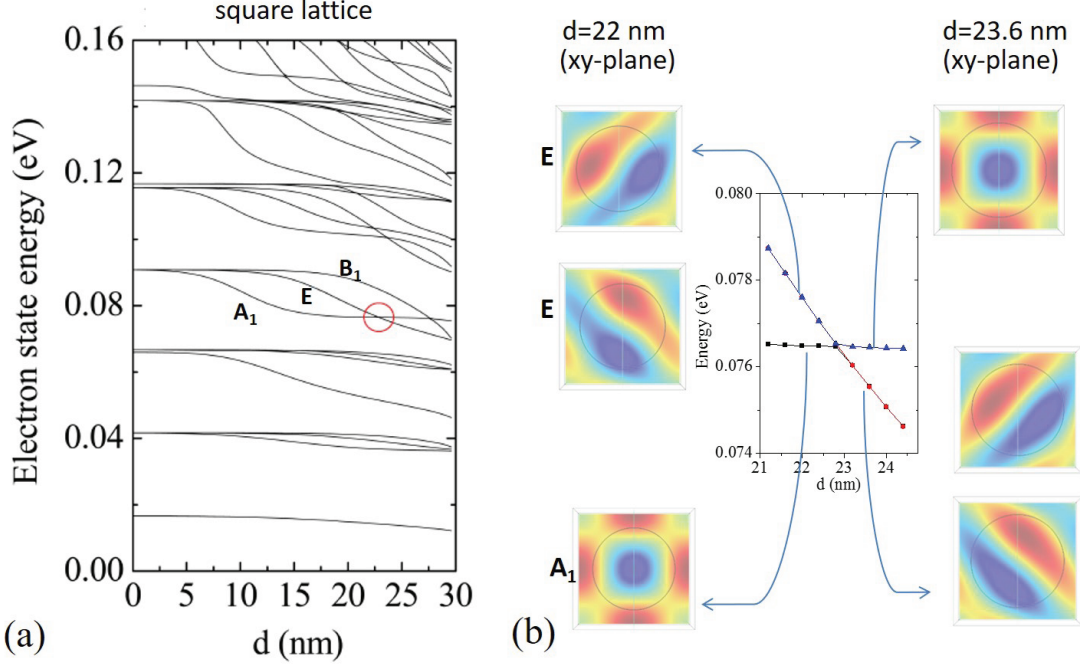 square lattice
Electron state energy (eV)
0.16
0.12
0.08
0.04
0.00
B₁
E
A₁
0 5 10 15 20 25 30
d (nm)
(a)
d=22 nm
(xy-plane)
d=23.6 nm
(xy-plane)
E
E
A₁
Energy (eV)
0.080
0.078
0.076
0.074
21 22 23 24
d (nm)
(b)